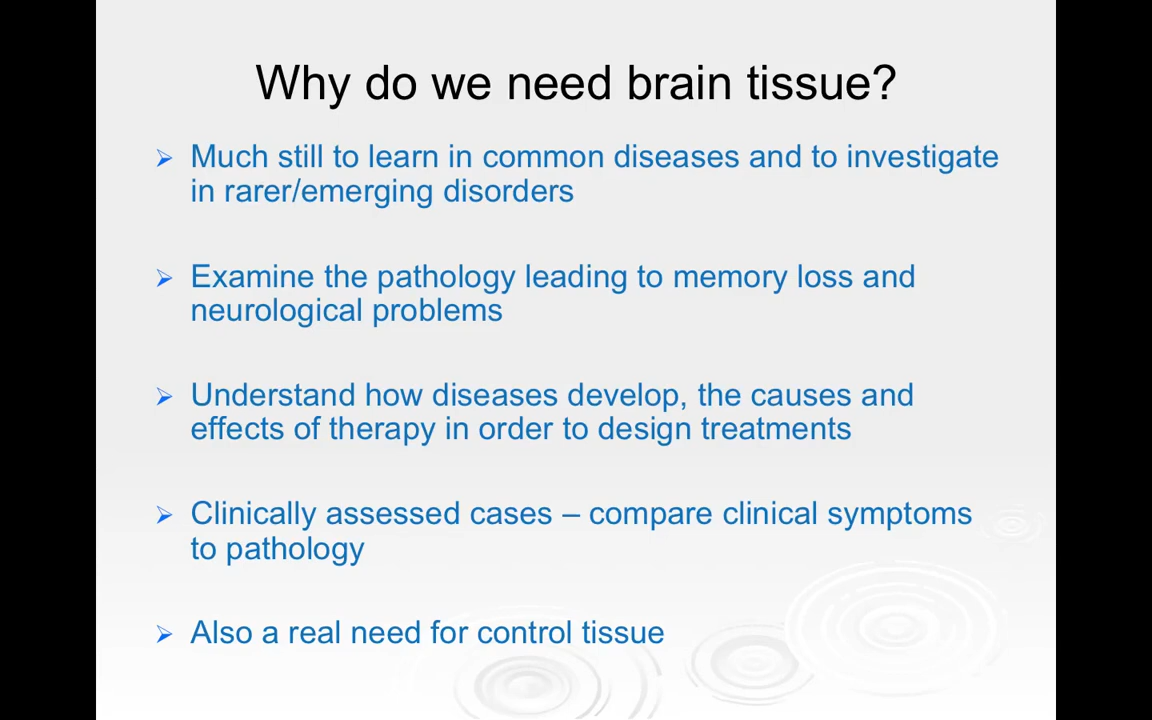 Why do we need brain tissue?
➢ Much still to learn in common diseases and to investigate
in rarer/emerging disorders
➢ Examine the pathology leading to memory loss and
neurological problems
➢ Understand how diseases develop, the causes and
effects of therapy in order to design treatments
➢ Clinically assessed cases – compare clinical symptoms
to pathology
➢ Also a real need for control tissue